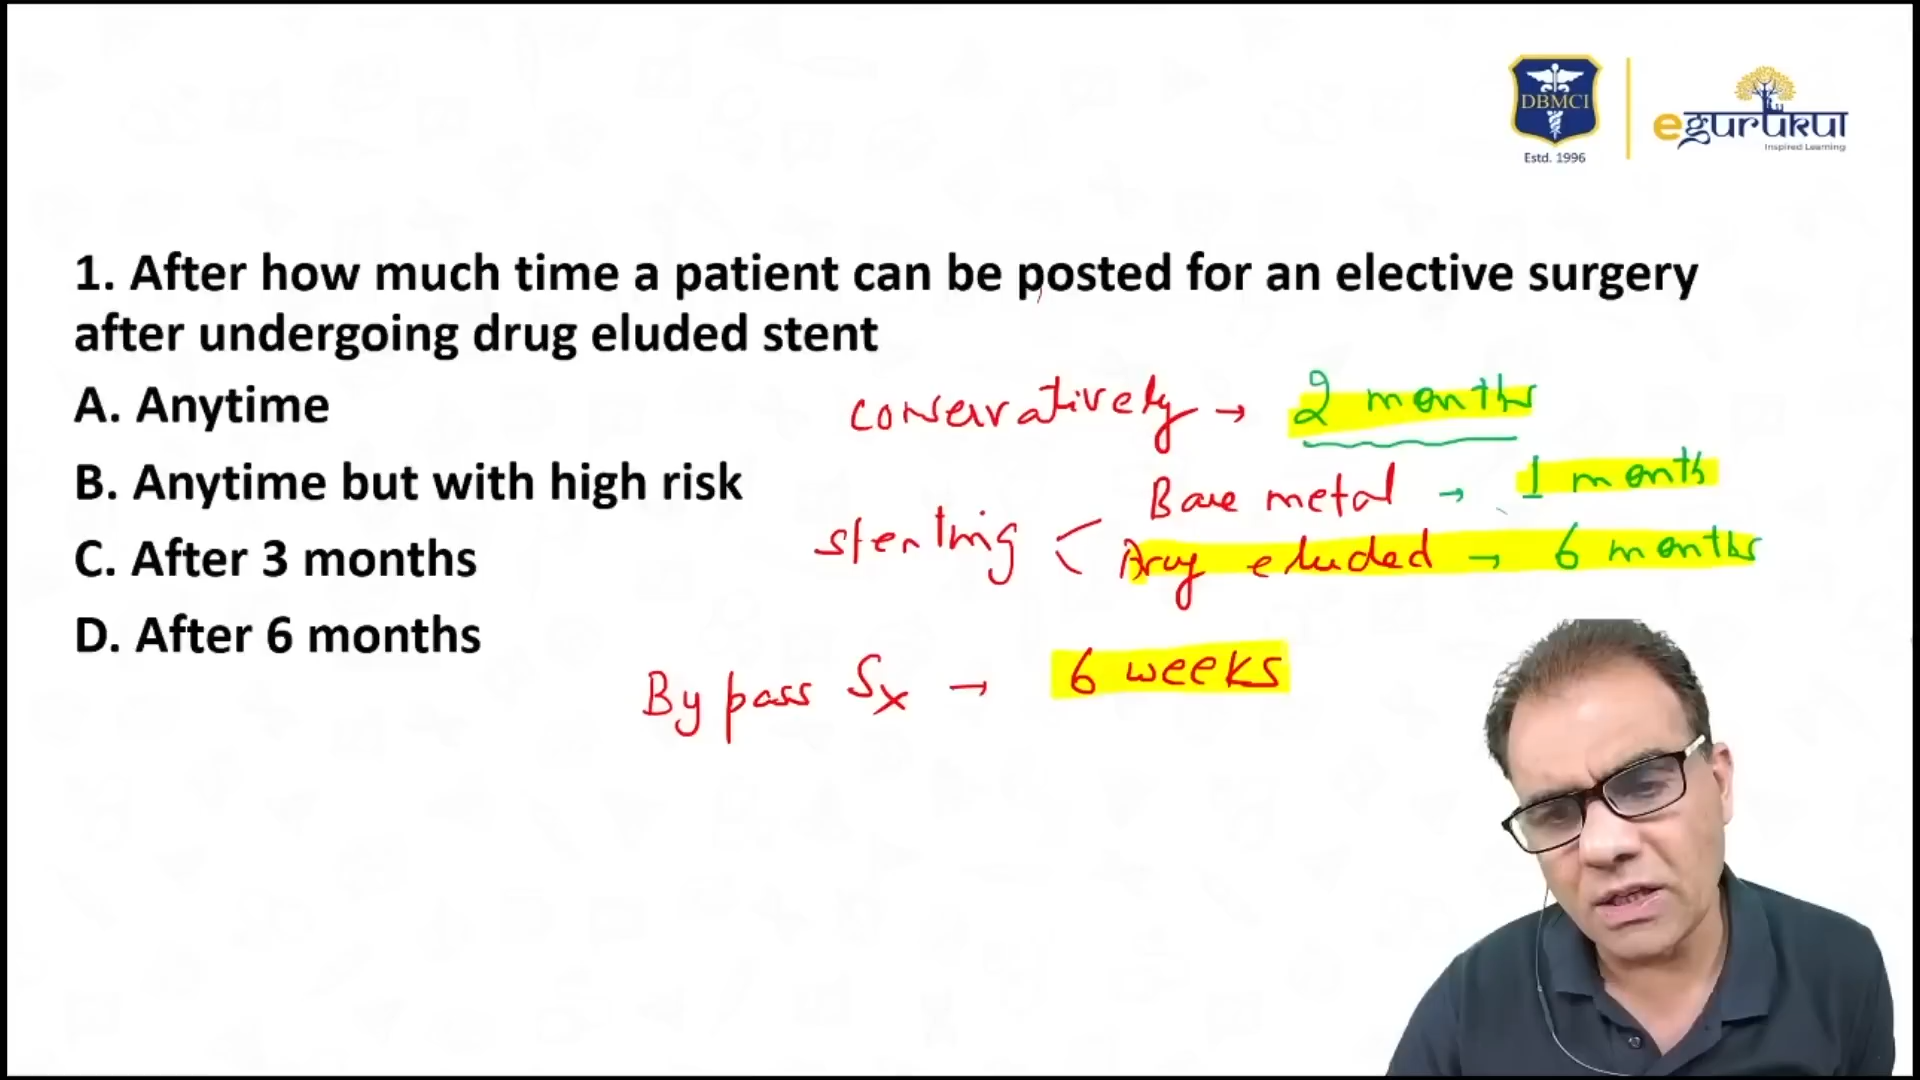 DBMCI
Estd. 1996
egurukul
Inspired Learning
1. After how much time a patient can be posted for an elective surgery
after undergoing drug eluded stent
A. Anytime
B. Anytime but with high risk
C. After 3 months
D. After 6 months
conservatively → 2 months
stenting < Bare metal → 1 month
Drug eluded → 6 months
By pass Sx → 6 weeks